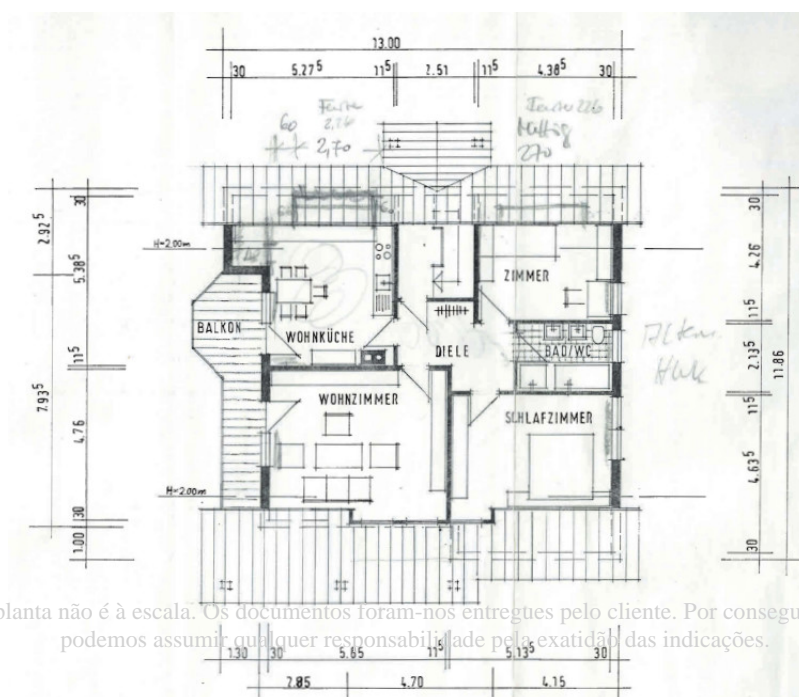 13.00
30 5.27⁵ 11⁵ 2.51 11⁵ 4.38⁵ 30
60 2,26
2,70
270
2.92⁵
30
5.38⁵
11⁵
7.93⁵
4.76
30
1.00
H=2.00m
ZIMMER
BALKON
WOHNKÜCHE
DIELE
BAD/WC
WOHNZIMMER
SCHLAFZIMMER
H=2.00m
30
4.26
11⁵
2.13⁵
11.86
11⁵
4.63⁵
30
planta não é à escala. Os documentos foram-nos entregues pelo cliente. Por consegu
podemos assumir qualquer responsabilidade pela exatidão das indicações.
1.30 30 5.65 11⁵ 5.13⁵ 30
2.85 4.70 4.15